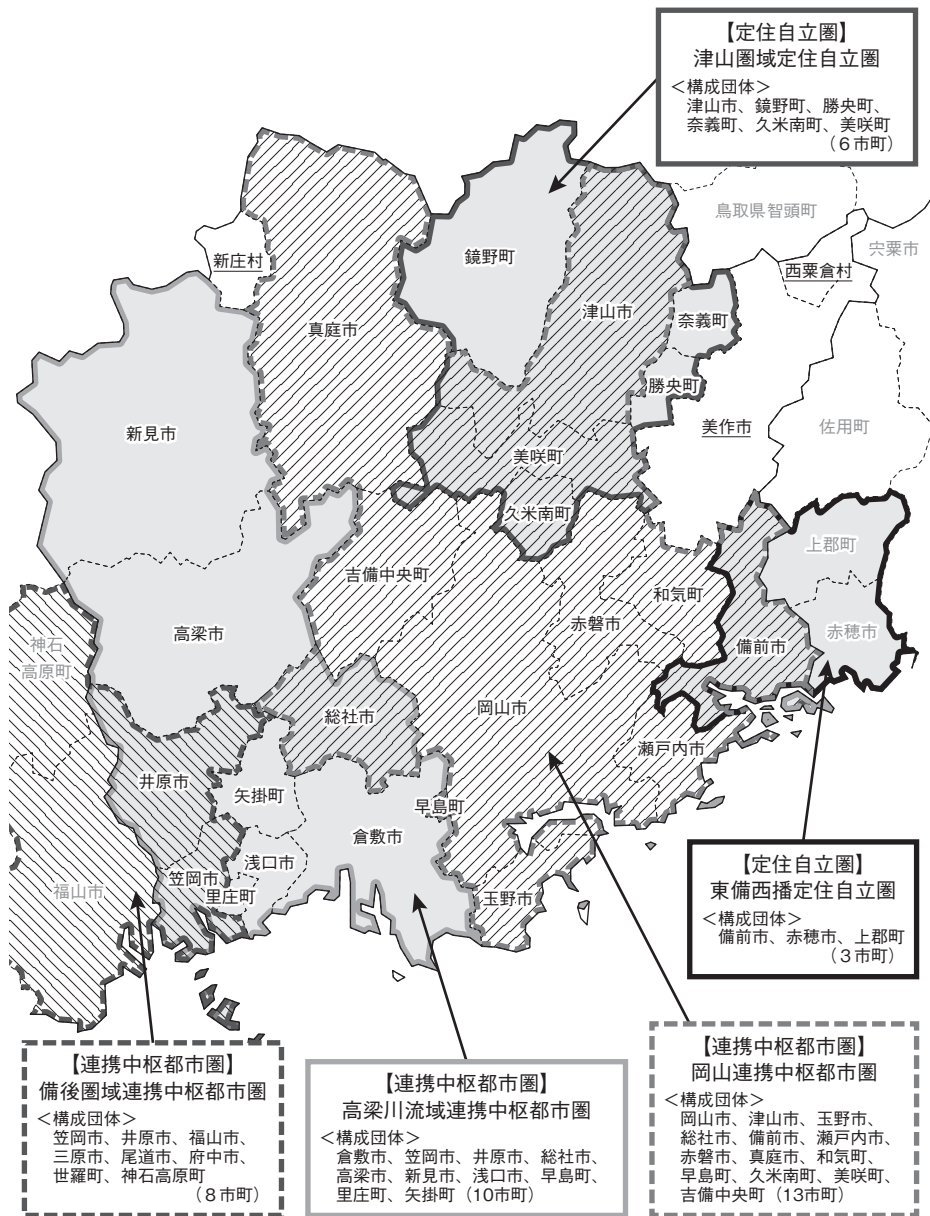 【定住自立圏】
津山圏域定住自立圏
＜構成団体＞
津山市、鏡野町、勝央町、
奈義町、久米南町、美咲町
（６市町）
鳥取県智頭町
宍粟市
西粟倉村
新庄村
鏡野町
津山市
奈義町
真庭市
勝央町
美作市
佐用町
新見市
美咲町
久米南町
上郡町
吉備中央町
和気町
赤磐市
赤穂市
高梁市
備前市
神石
高原町
岡山市
総社市
瀬戸内市
井原市
矢掛町
早島町
倉敷市
浅口市
笠岡市
里庄町
福山市
玉野市
【定住自立圏】
東備西播定住自立圏
＜構成団体＞
備前市、赤穂市、上郡町
（３市町）
【連携中枢都市圏】
備後圏域連携中枢都市圏
＜構成団体＞
笠岡市、井原市、福山市、
三原市、尾道市、府中市、
世羅町、神石高原町
（８市町）
【連携中枢都市圏】
高梁川流域連携中枢都市圏
＜構成団体＞
倉敷市、笠岡市、井原市、総社市、
高梁市、新見市、浅口市、早島町、
里庄町、矢掛町（10市町）
【連携中枢都市圏】
岡山連携中枢都市圏
＜構成団体＞
岡山市、津山市、玉野市、
総社市、備前市、瀬戸内市、
赤磐市、真庭市、和気町、
早島町、久米南町、美咲町、
吉備中央町（13市町）